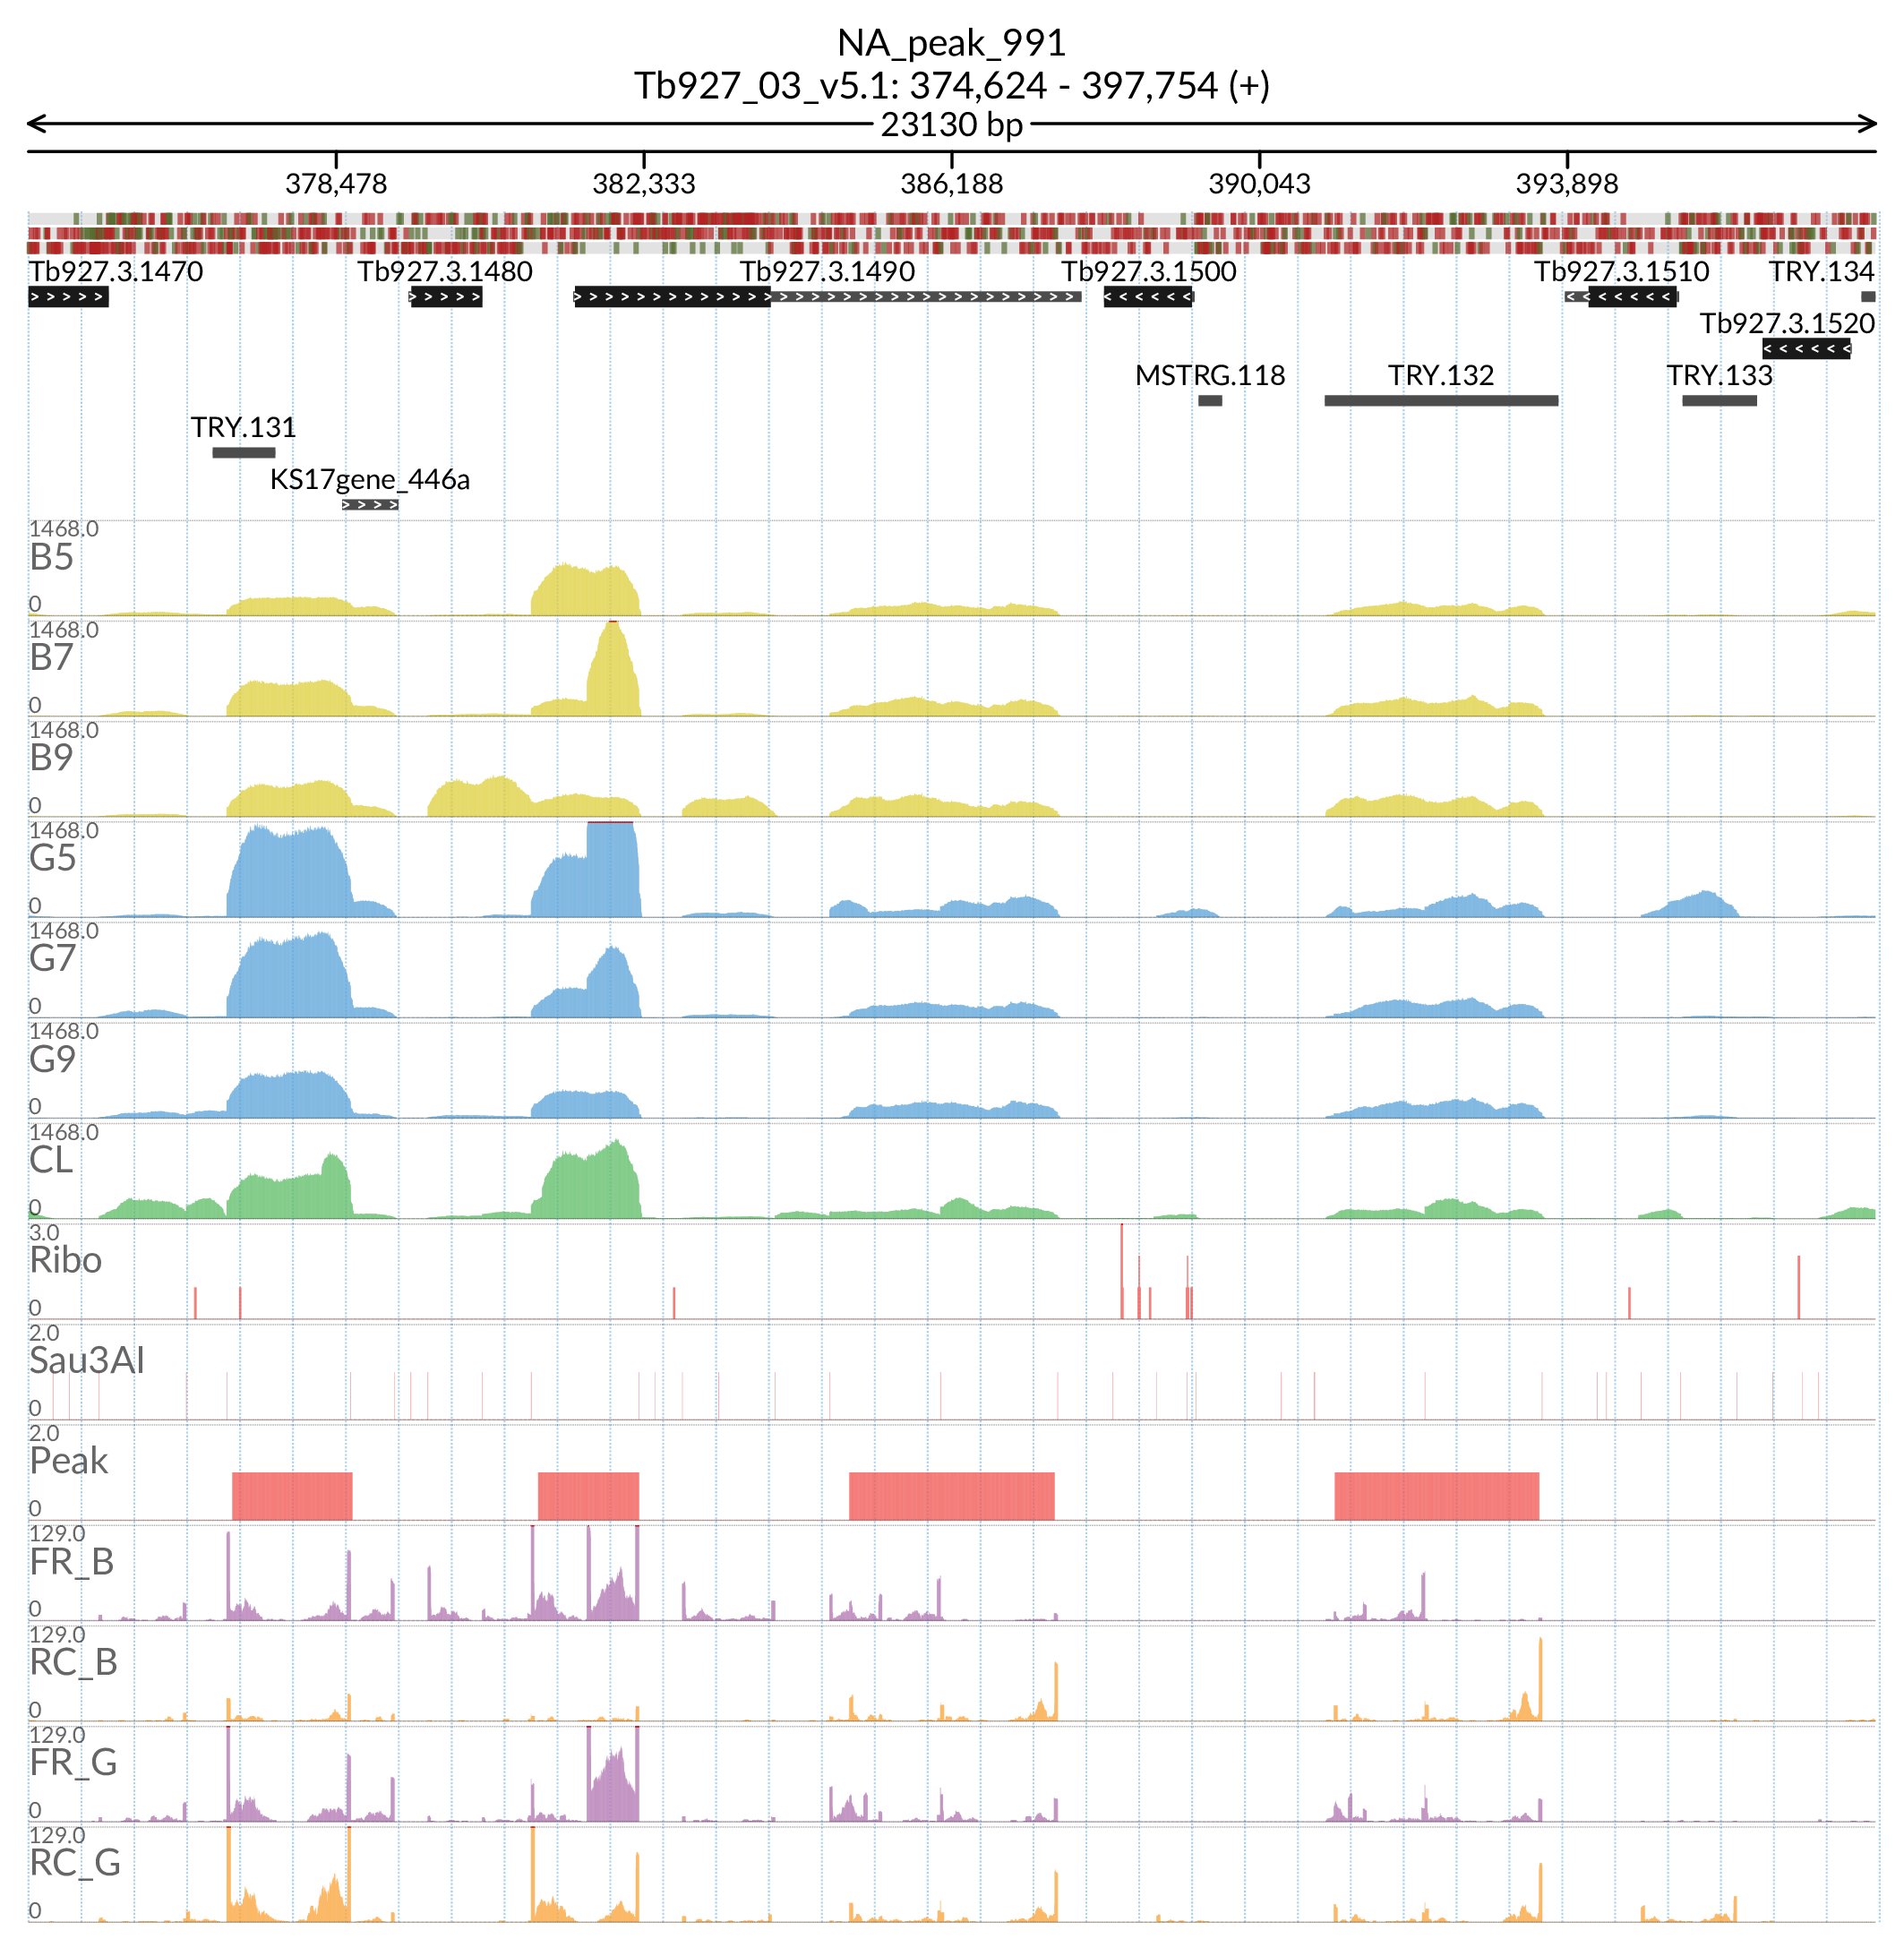 NA_peak_991
Tb927_03_v5.1: 374,624 - 397,754 (+)
23130 bp
378,478 382,333 386,188 390,043 393,898
Tb927.3.1470 Tb927.3.1480 Tb927.3.1490 Tb927.3.1500 Tb927.3.1510 TRY.134
Tb927.3.1520
MSTRG.118 TRY.132 TRY.133
TRY.131
KS17gene_446a
1468.0
B5
0
1468.0
B7
0
1468.0
B9
0
1468.0
G5
0
1468.0
G7
0
1468.0
G9
0
1468.0
CL
0
3.0
Ribo
0
2.0
Sau3AI
0
2.0
Peak
0
129.0
FR_B
0
129.0
RC_B
0
129.0
FR_G
0
129.0
RC_G
0